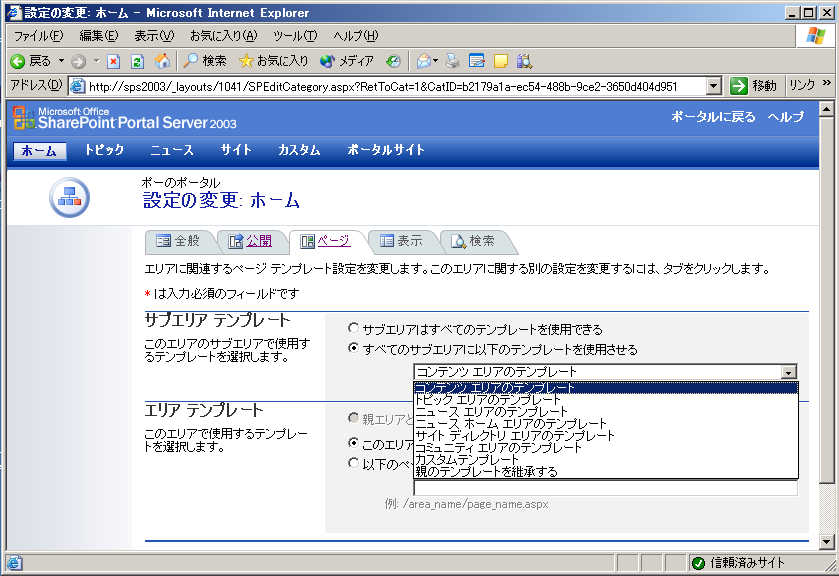 設定の変更: ホーム - Microsoft Internet Explorer
ファイル(F) 編集(E) 表示(V) お気に入り(A) ツール(T) ヘルプ(H)
戻る 検索 お気に入り メディア
アドレス(D) http://sps2003/_layouts/1041/SPEditCategory.aspx?RetToCat=1&CatID=b2179a1a-ec54-488b-9ce2-3650d404d951 移動 リンク »
Microsoft Office
SharePoint Portal Server 2003
ポータルに戻る ヘルプ
ホーム トピック ニュース サイト カスタム ポータルサイト
ポーのポータル
設定の変更: ホーム
全般 公開 ページ 表示 検索
エリアに関連するページ テンプレート設定を変更します。このエリアに関する別の設定を変更するには、タブをクリックします。
* は入力必須のフィールドです
サブエリア テンプレート
このエリアのサブエリアで使用す
るテンプレートを選択します。
サブエリアはすべてのテンプレートを使用できる
すべてのサブエリアに以下のテンプレートを使用させる
コンテンツ エリアのテンプレート
コンテンツ エリアのテンプレート
トピック エリアのテンプレート
ニュース エリアのテンプレート
ニュース ホーム エリアのテンプレート
サイト ディレクトリ エリアのテンプレート
コミュニティ エリアのテンプレート
カスタムテンプレート
親のテンプレートを継承する
エリア テンプレート
このエリアで使用するテンプレー
トを選択します。
親エリアと
このエリア
以下のペ
例: /area_name/page_name.aspx
信頼済みサイト